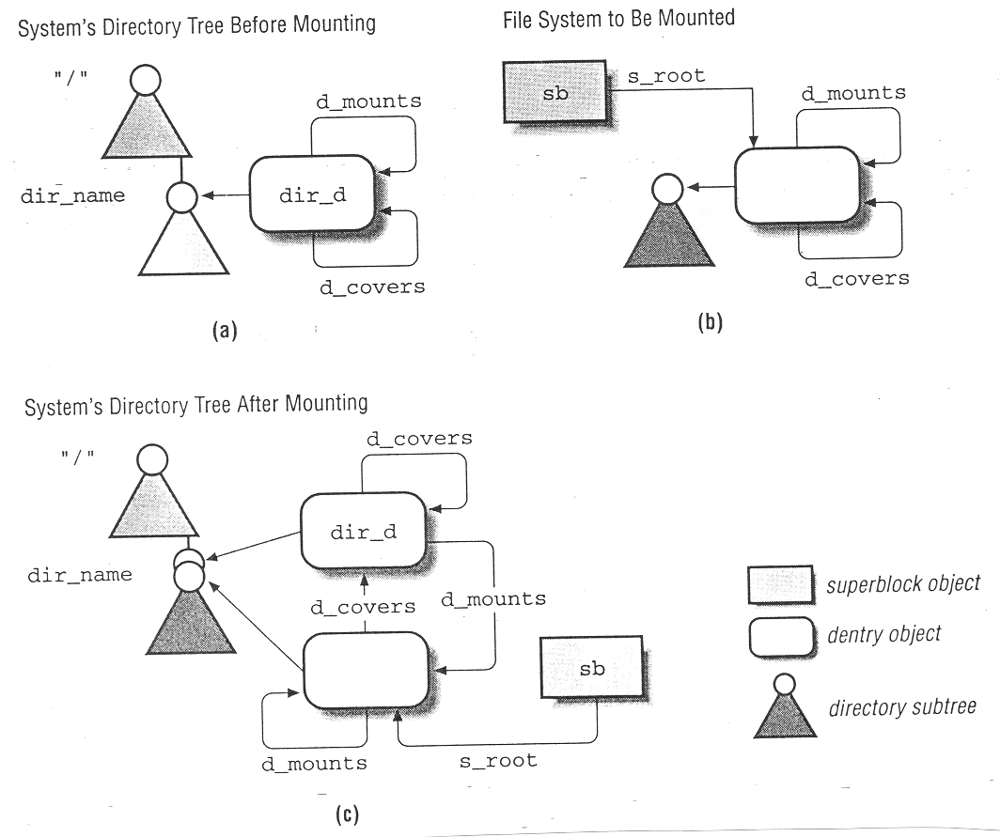 System's Directory Tree Before Mounting
"/"
d_mounts
dir_name
dir_d
d_covers
(a)
File System to Be Mounted
sb
s_root
d_mounts
d_covers
(b)
System's Directory Tree After Mounting
"/"
d_covers
dir_d
dir_name
d_covers
d_mounts
sb
d_mounts
s_root
(c)
superblock object
dentry object
directory subtree